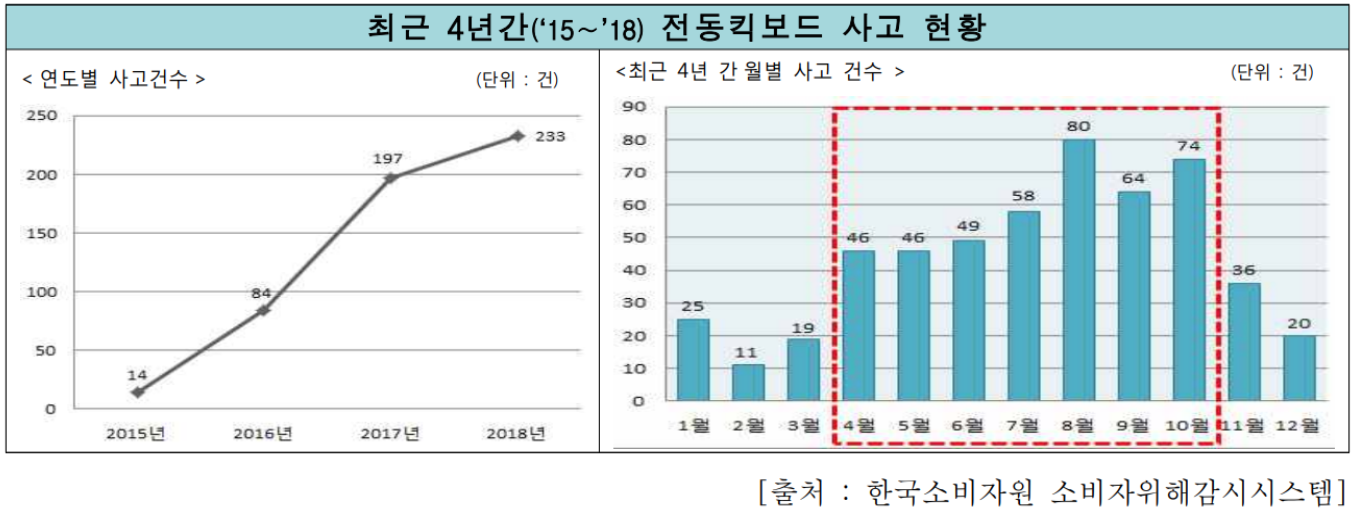 최근 4년간(‘15~’18) 전동킥보드 사고 현황
< 연도별 사고건수 > (단위 : 건)
250
200
150
100
50
0
14
84
197
233
2015년 2016년 2017년 2018년
<최근 4년 간 월별 사고 건수 > (단위 : 건)
90
80
70
60
50
40
30
20
10
0
25 11 19 46 46 49 58 80 64 74 36 20
1월 2월 3월 4월 5월 6월 7월 8월 9월 10월 11월 12월
[출처 : 한국소비자원 소비자위해감시시스템]